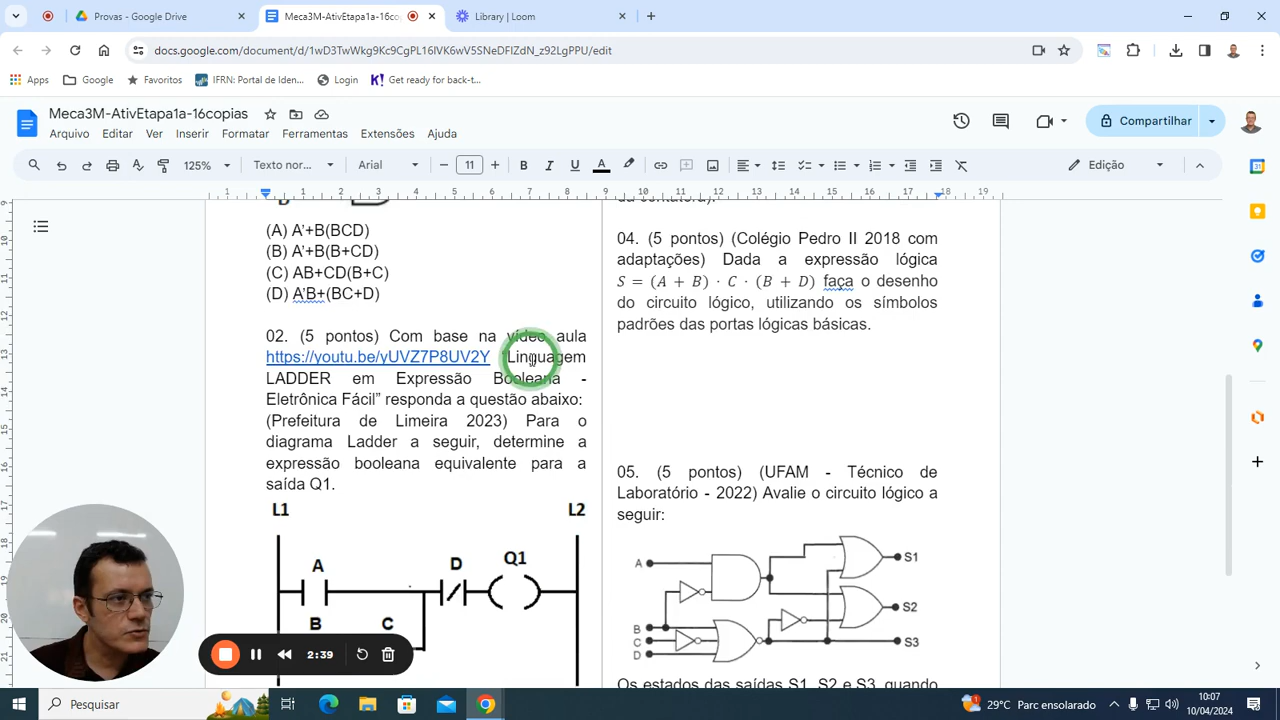 Provas - Google Drive
Meca3M-AtivEtapa1a-16cop
Library | Loom
docs.google.com/document/d/1wD3TwWkg9Kc9CgPL16lVK6wV5SNeDFlZdN_z92LgPPU/edit
Apps
Google
Favoritos
IFRN: Portal de Iden...
Login
Get ready for back-t...
Meca3M-AtivEtapa1a-16copias
Arquivo Editar Ver Inserir Formatar Ferramentas Extensões Ajuda
Compartilhar
125% Texto nor... Arial 11 Edição
(A) A'+B(BCD)
(B) A'+B(B+CD)
(C) AB+CD(B+C)
(D) A'B+(BC+D)
02. (5 pontos) Com base na vídeo aula
https://youtu.be/yUVZ7P8UV2Y "Linguagem
LADDER em Expressão Booleana -
Eletrônica Fácil" responda a questão abaixo:
(Prefeitura de Limeira 2023) Para o
diagrama Ladder a seguir, determine a
expressão booleana equivalente para a
saída Q1.
L1 L2
A D Q1
B C
2:39
da contatora).
04. (5 pontos) (Colégio Pedro II 2018 com
adaptações) Dada a expressão lógica
S = (A + B) · C · (B + D) faça o desenho
do circuito lógico, utilizando os símbolos
padrões das portas lógicas básicas.
05. (5 pontos) (UFAM - Técnico de
Laboratório - 2022) Avalie o circuito lógico a
seguir:
A S1
S2
B
C S3
D
Os estados das saídas S1, S2 e S3, quando
Pesquisar
29°C Parc ensolarado
10:07
10/04/2024